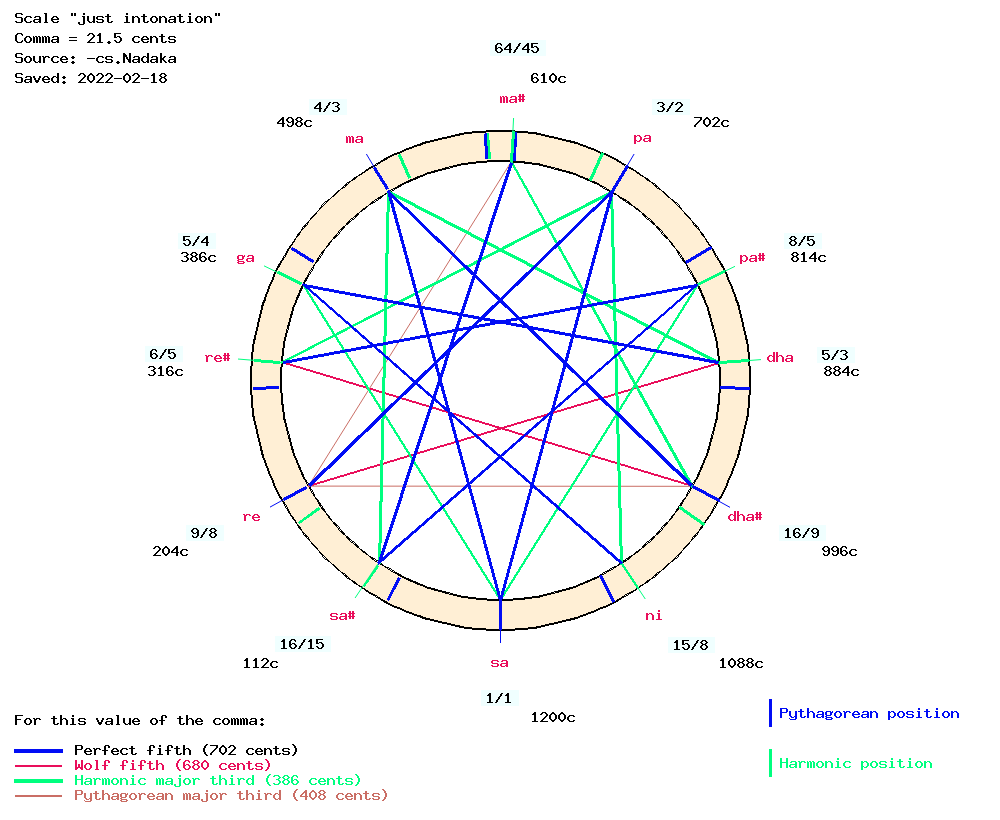 Scale "just intonation"
Comma = 21.5 cents
Source: -cs.Nadaka
Saved: 2022-02-18
64/45
610c
ma#
4/3
498c
ma
3/2
702c
pa
5/4
386c
ga
8/5
814c
pa#
6/5
316c
re#
dha
5/3
884c
re
9/8
204c
dha#
16/9
996c
sa#
16/15
112c
ni
15/8
1088c
sa
1/1
1200c
For this value of the comma:
Perfect fifth (702 cents)
Wolf fifth (680 cents)
Harmonic major third (386 cents)
Pythagorean major third (408 cents)
Pythagorean position
Harmonic position